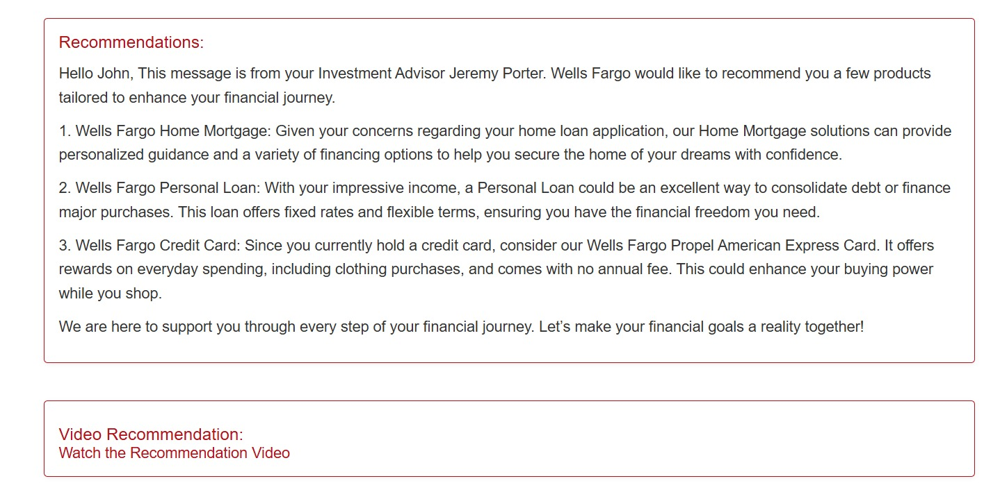 Recommendations:
Hello John, This message is from your Investment Advisor Jeremy Porter. Wells Fargo would like to recommend you a few products
tailored to enhance your financial journey.
1. Wells Fargo Home Mortgage: Given your concerns regarding your home loan application, our Home Mortgage solutions can provide
personalized guidance and a variety of financing options to help you secure the home of your dreams with confidence.
2. Wells Fargo Personal Loan: With your impressive income, a Personal Loan could be an excellent way to consolidate debt or finance
major purchases. This loan offers fixed rates and flexible terms, ensuring you have the financial freedom you need.
3. Wells Fargo Credit Card: Since you currently hold a credit card, consider our Wells Fargo Propel American Express Card. It offers
rewards on everyday spending, including clothing purchases, and comes with no annual fee. This could enhance your buying power
while you shop.
We are here to support you through every step of your financial journey. Let’s make your financial goals a reality together!
Video Recommendation:
Watch the Recommendation Video